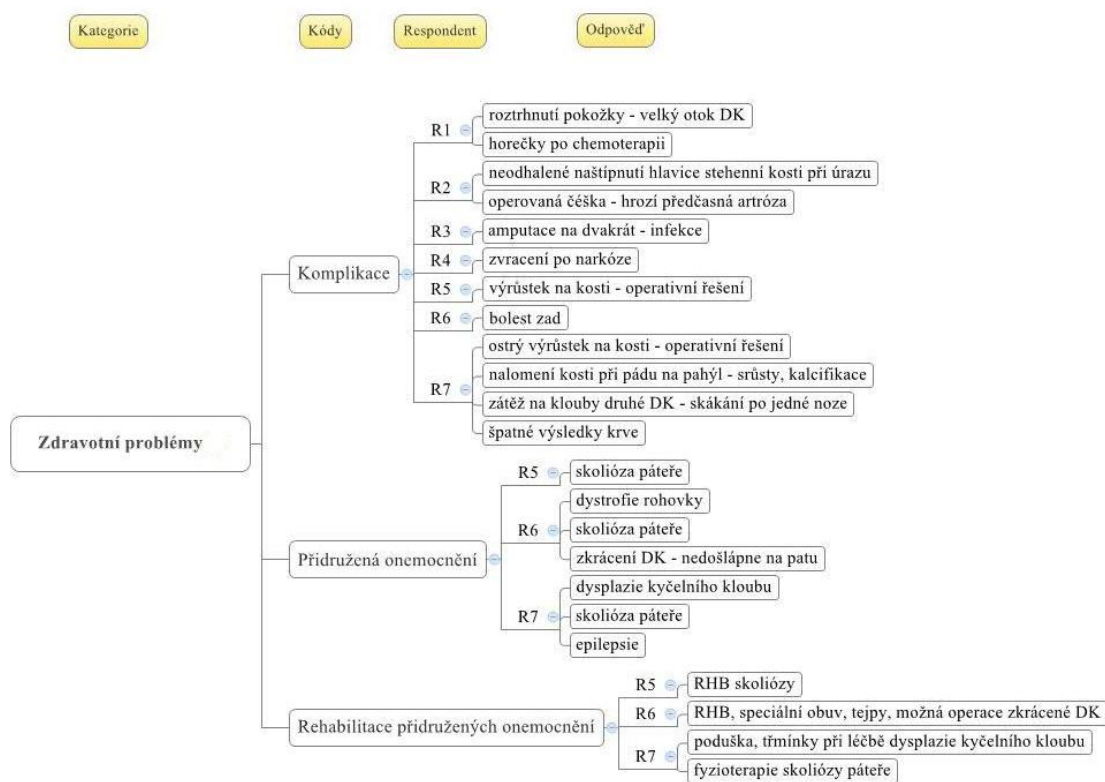 Kategorie
Kódy
Respondent
Odpověď
Zdravotní problémy
Komplikace
R1
roztrhnutí pokožky - velký otok DK
horečky po chemoterapii
R2
neodhalené naštípnutí hlavice stehenní kosti při úrazu
operovaná čéška - hrozí předčasná artróza
R3
amputace na dvakrát - infekce
R4
zvracení po narkóze
R5
výrůstek na kosti - operativní řešení
R6
bolest zad
R7
ostrý výrůstek na kosti - operativní řešení
nalomení kosti při pádu na pahýl - srůsty, kalcifikace
zátěž na klouby druhé DK - skákání po jedné noze
špatné výsledky krve
Přidružená onemocnění
R5
skolióza páteře
R6
dystrofie rohovky
skolióza páteře
zkrácení DK - nedošlápne na patu
R7
dysplazie kyčelního kloubu
skolióza páteře
epilepsie
Rehabilitace přidružených onemocnění
R5
RHB skoliózy
R6
RHB, speciální obuv, tejpy, možná operace zkrácené DK
R7
poduška, třmínky při léčbě dysplazie kyčelního kloubu
fyzioterapie skoliózy páteře